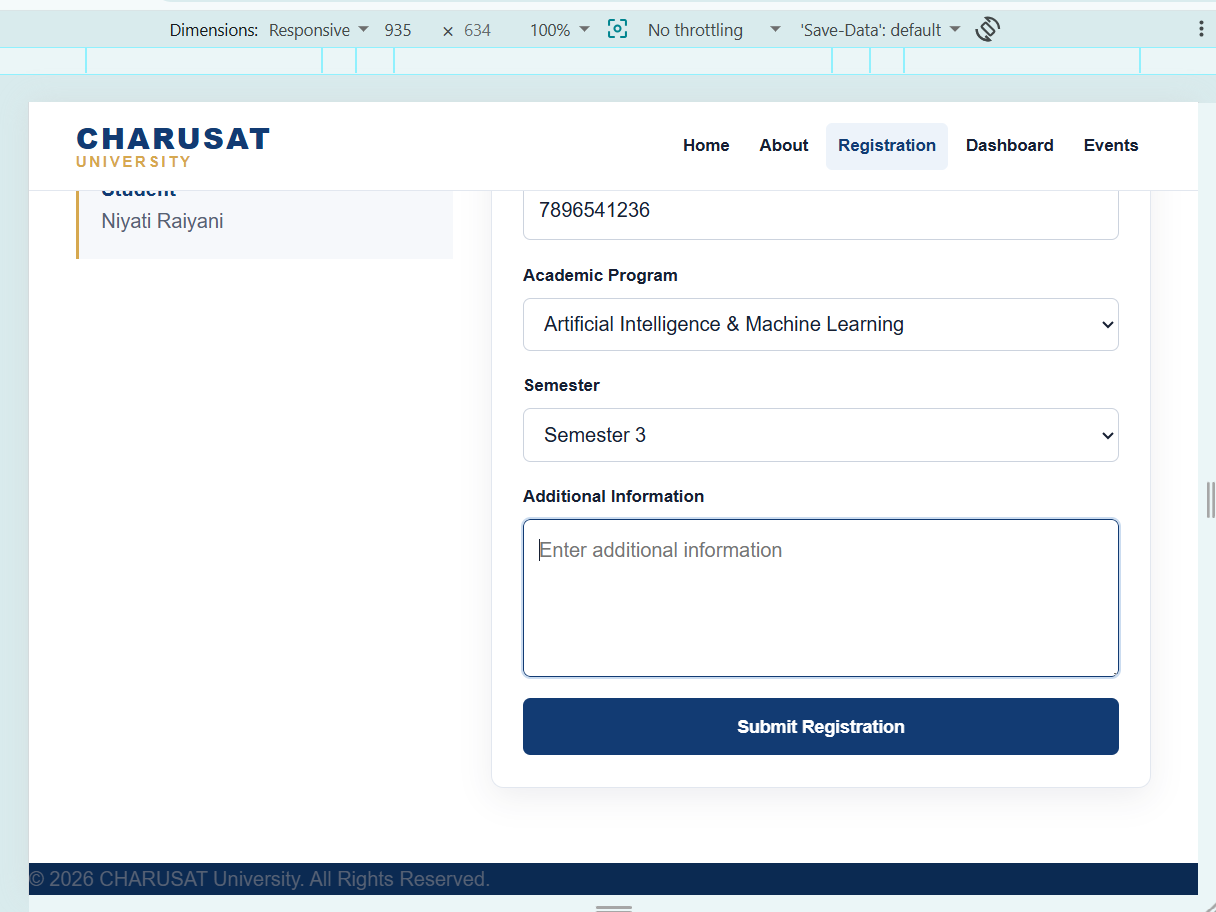 Dimensions: Responsive 935 × 634 100% No throttling 'Save-Data': default
CHARUSAT
UNIVERSITY
Home About Registration Dashboard Events
Student
Niyati Raiyani
7896541236
Academic Program
Artificial Intelligence & Machine Learning
Semester
Semester 3
Additional Information
Enter additional information
Submit Registration
© 2026 CHARUSAT University. All Rights Reserved.